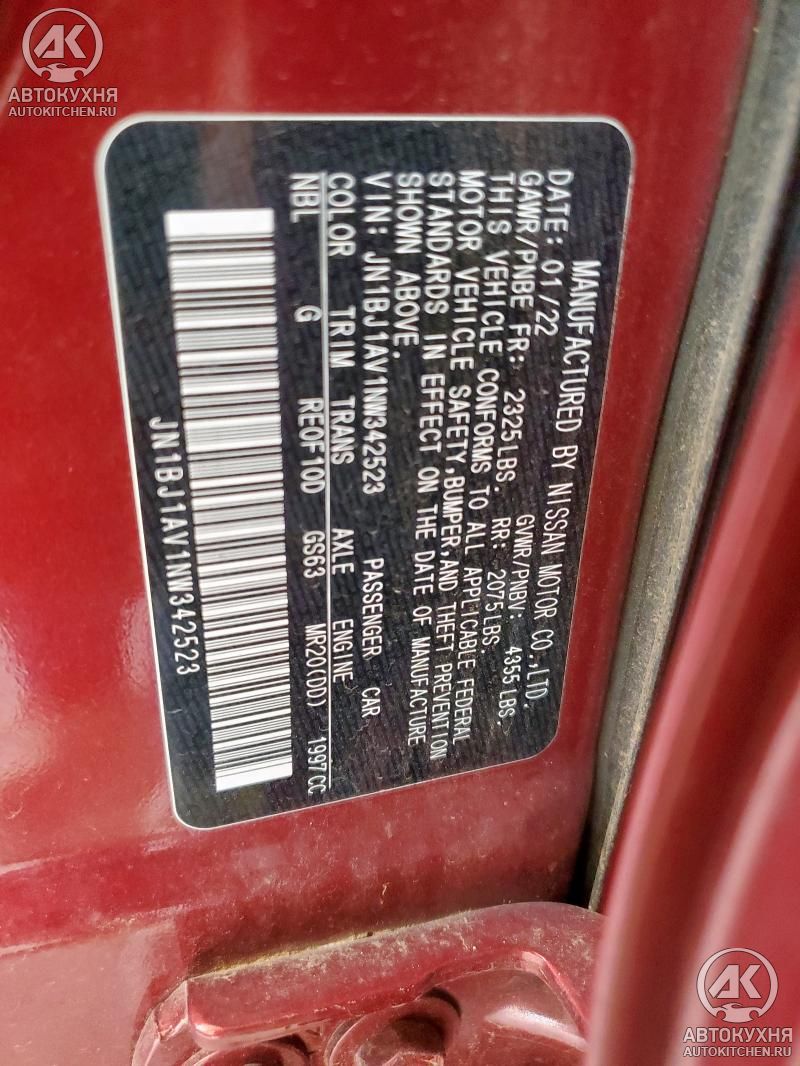 AK
АВТОКУХНЯ
AUTOKITCHEN.RU
MANUFACTURED BY NISSAN MOTOR CO.,LTD.
DATE: 01/22 GVWR/PNBV: 4355 LBS.
GAWR/PNBE FR: 2325 LBS. RR: 2075 LBS
THIS VEHICLE CONFORMS TO ALL APPLICABLE FEDERAL
MOTOR VEHICLE SAFETY,BUMPER,AND THEFT PREVENTION
STANDARDS IN EFFECT ON THE DATE OF MANUFACTURE
SHOWN ABOVE.
VIN: JN1BJ1AV1NW342523 PASSENGER CAR
COLOR TRIM TRANS AXLE ENGINE
NBL G RE0F10D GS63 MR20(DD) 1997CC
JN1BJ1AV1NW342523
AK
АВТОКУХНЯ
AUTOKITCHEN.RU